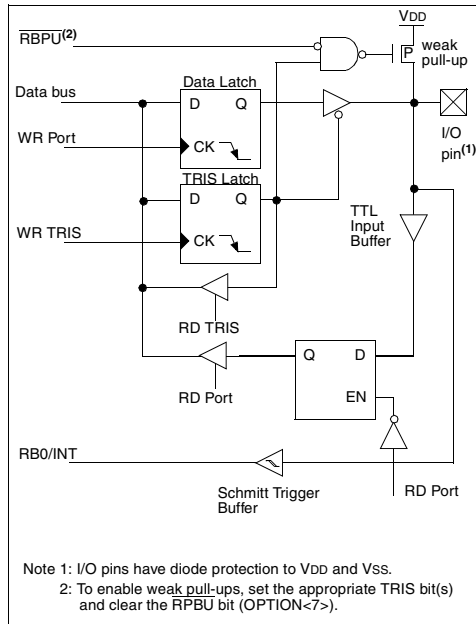 VDD
RBPU(2)
P
weak
pull-up
Data Latch
Data bus
D Q
I/O
pin(1)
WR Port
CK
TRIS Latch
D Q
TTL
Input
Buffer
WR TRIS
CK
RD TRIS
Q D
RD Port
EN
RB0/INT
Schmitt Trigger
Buffer
RD Port
Note 1: I/O pins have diode protection to VDD and VSS.
2: To enable weak pull-ups, set the appropriate TRIS bit(s)
and clear the RPBU bit (OPTION<7>).